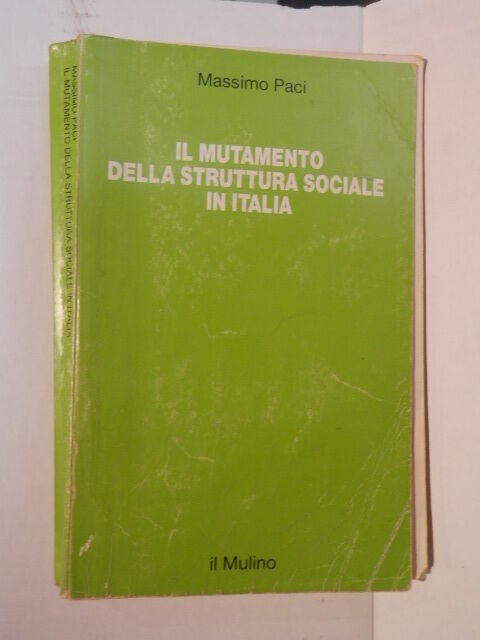 Massimo Paci
IL MUTAMENTO
DELLA STRUTTURA SOCIALE
IN ITALIA
il Mulino
MASSIMO PACI
IL MUTAMENTO DELLA STRUTTURA SOCIALE IN ITALIA